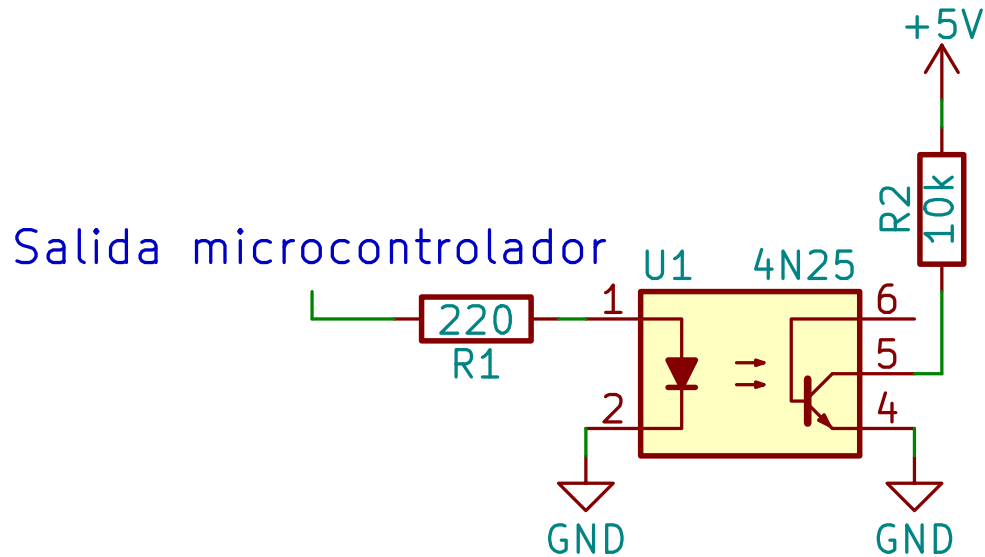 +5V
R2
10k
Salida microcontrolador
U1
4N25
1
6
220
R1
5
2
4
GND
GND